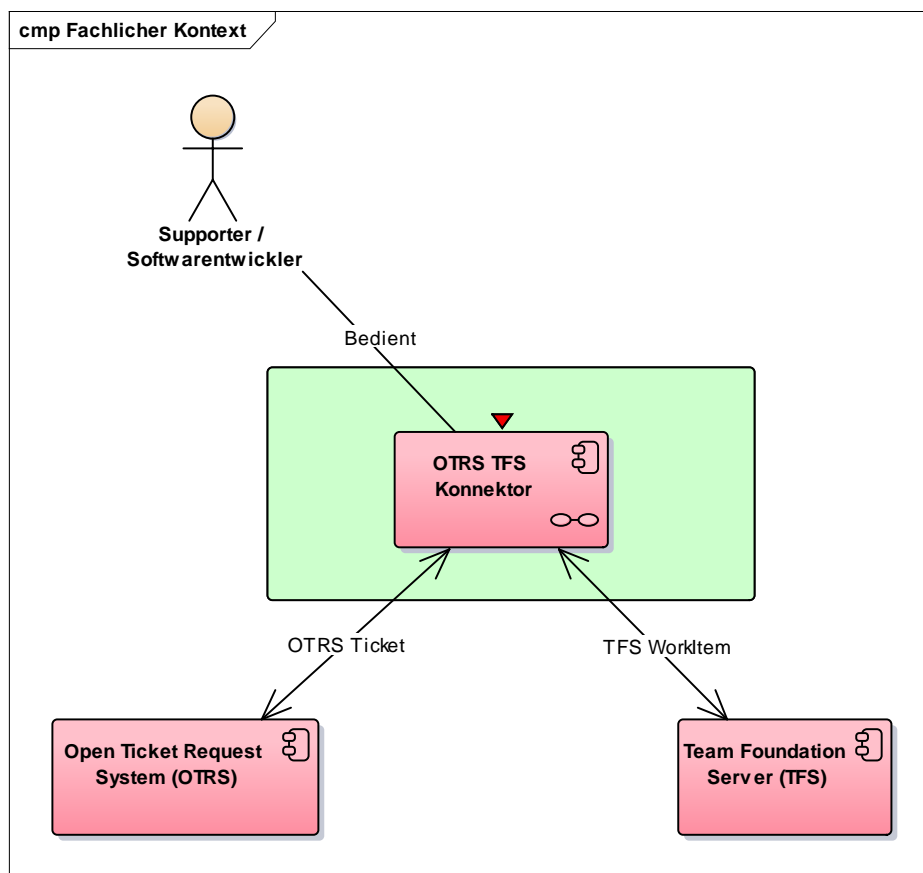 cmp Fachlicher Kontext
Supporter /
Softwarentwickler
Bedient
OTRS TFS
Konnektor
OTRS Ticket
TFS WorkItem
Open Ticket Request
System (OTRS)
Team Foundation
Server (TFS)